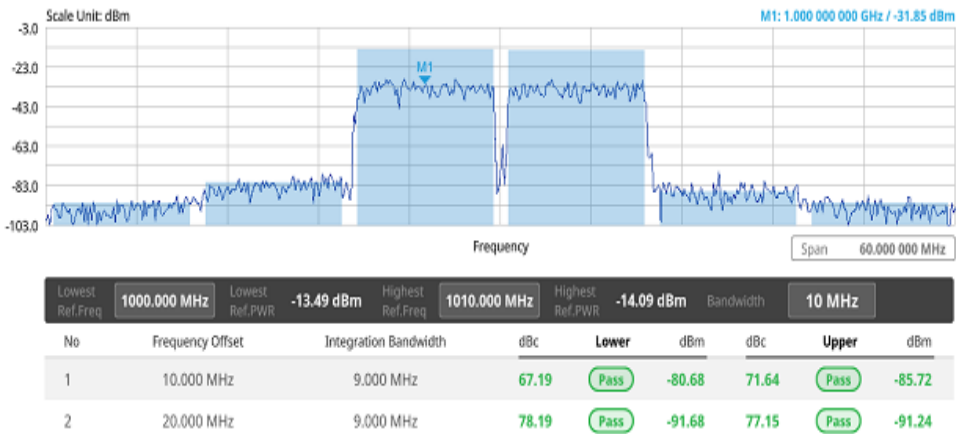 Scale Unit: dBm M1: 1.000 000 000 GHz / -31.85 dBm
-3.0
-23.0
M1
-43.0
-63.0
-83.0
-103.0
Frequency
Span 60.000 000 MHz
Lowest Ref.Freq 1000.000 MHz Lowest Ref.PWR -13.49 dBm Highest Ref.Freq 1010.000 MHz Highest Ref.PWR -14.09 dBm Bandwidth 10 MHz
No Frequency Offset Integration Bandwidth dBc Lower dBm dBc Upper dBm
1 10.000 MHz 9.000 MHz 67.19 Pass -80.68 71.64 Pass -85.72
2 20.000 MHz 9.000 MHz 78.19 Pass -91.68 77.15 Pass -91.24